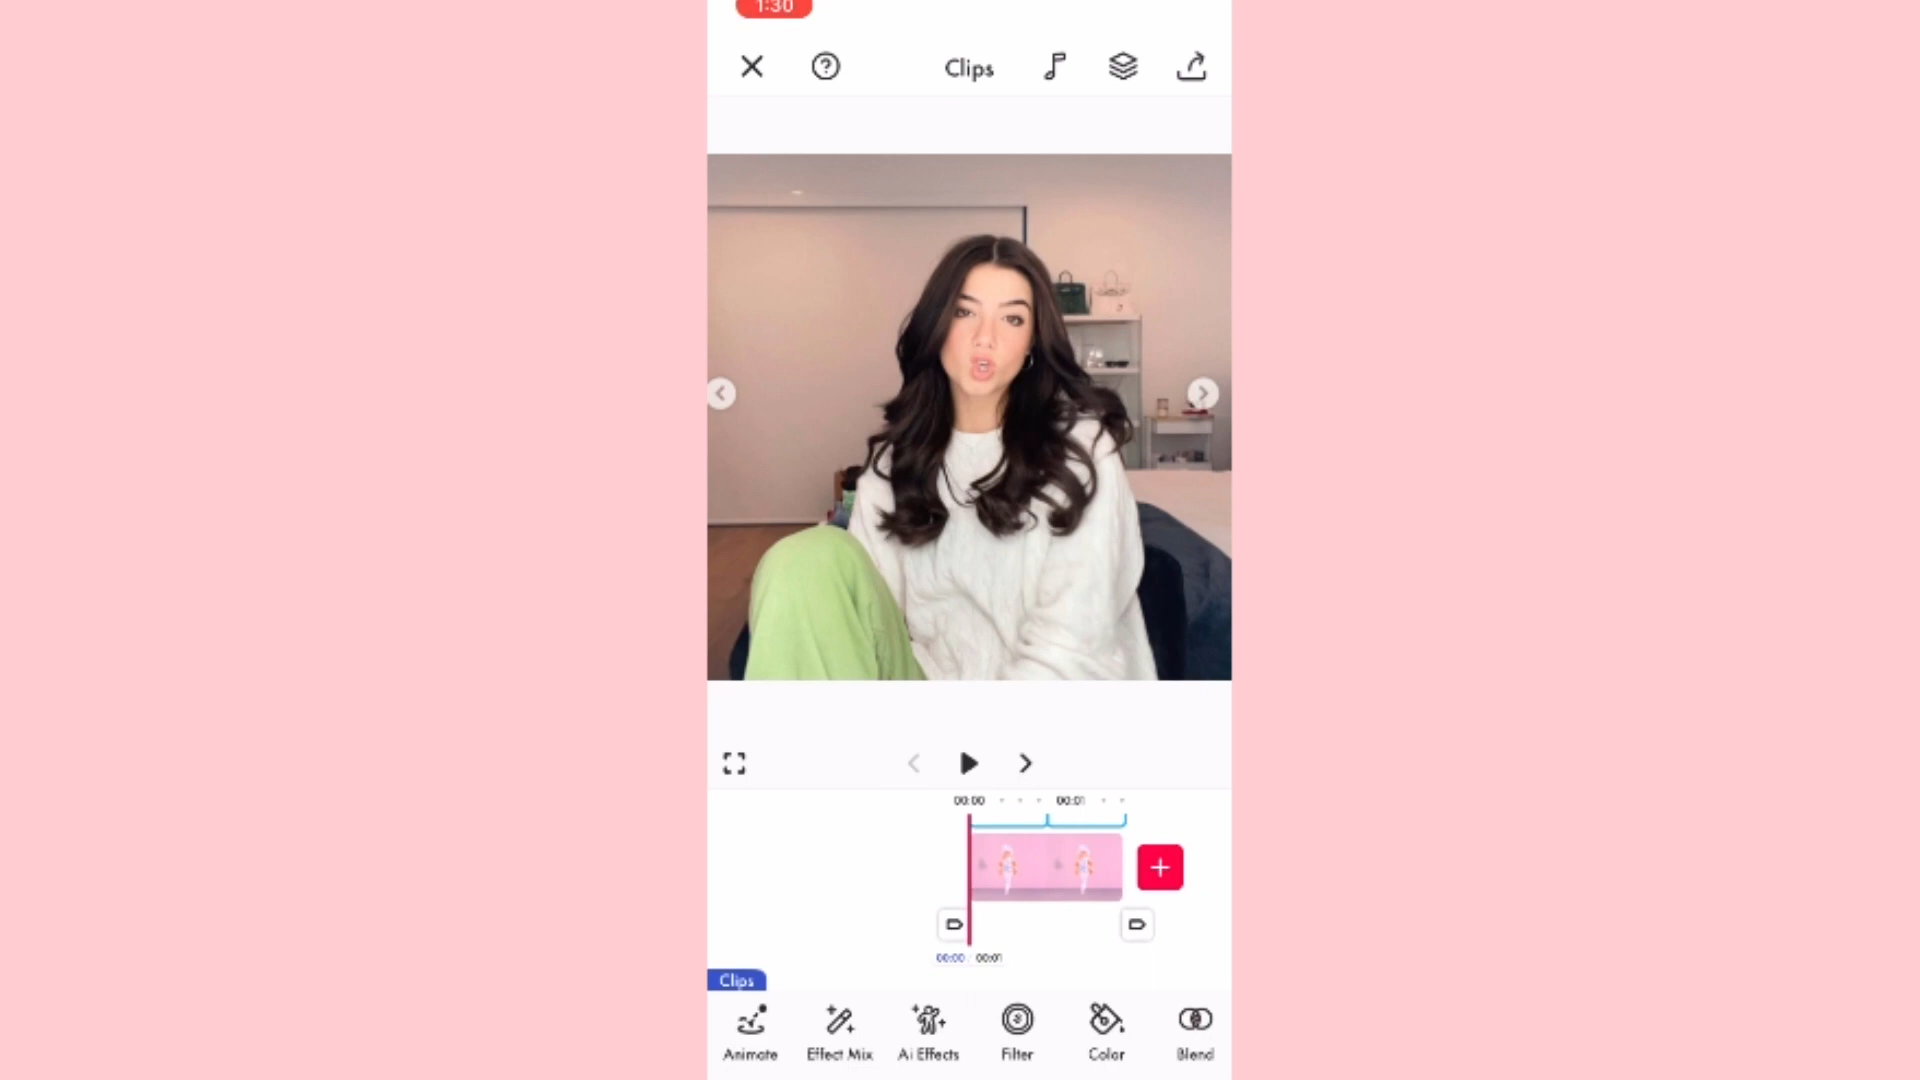 1:30
Clips
00:00 00:01
00:00 00:01
Clips
Animate Effect Mix Ai Effects Filter Color Blend